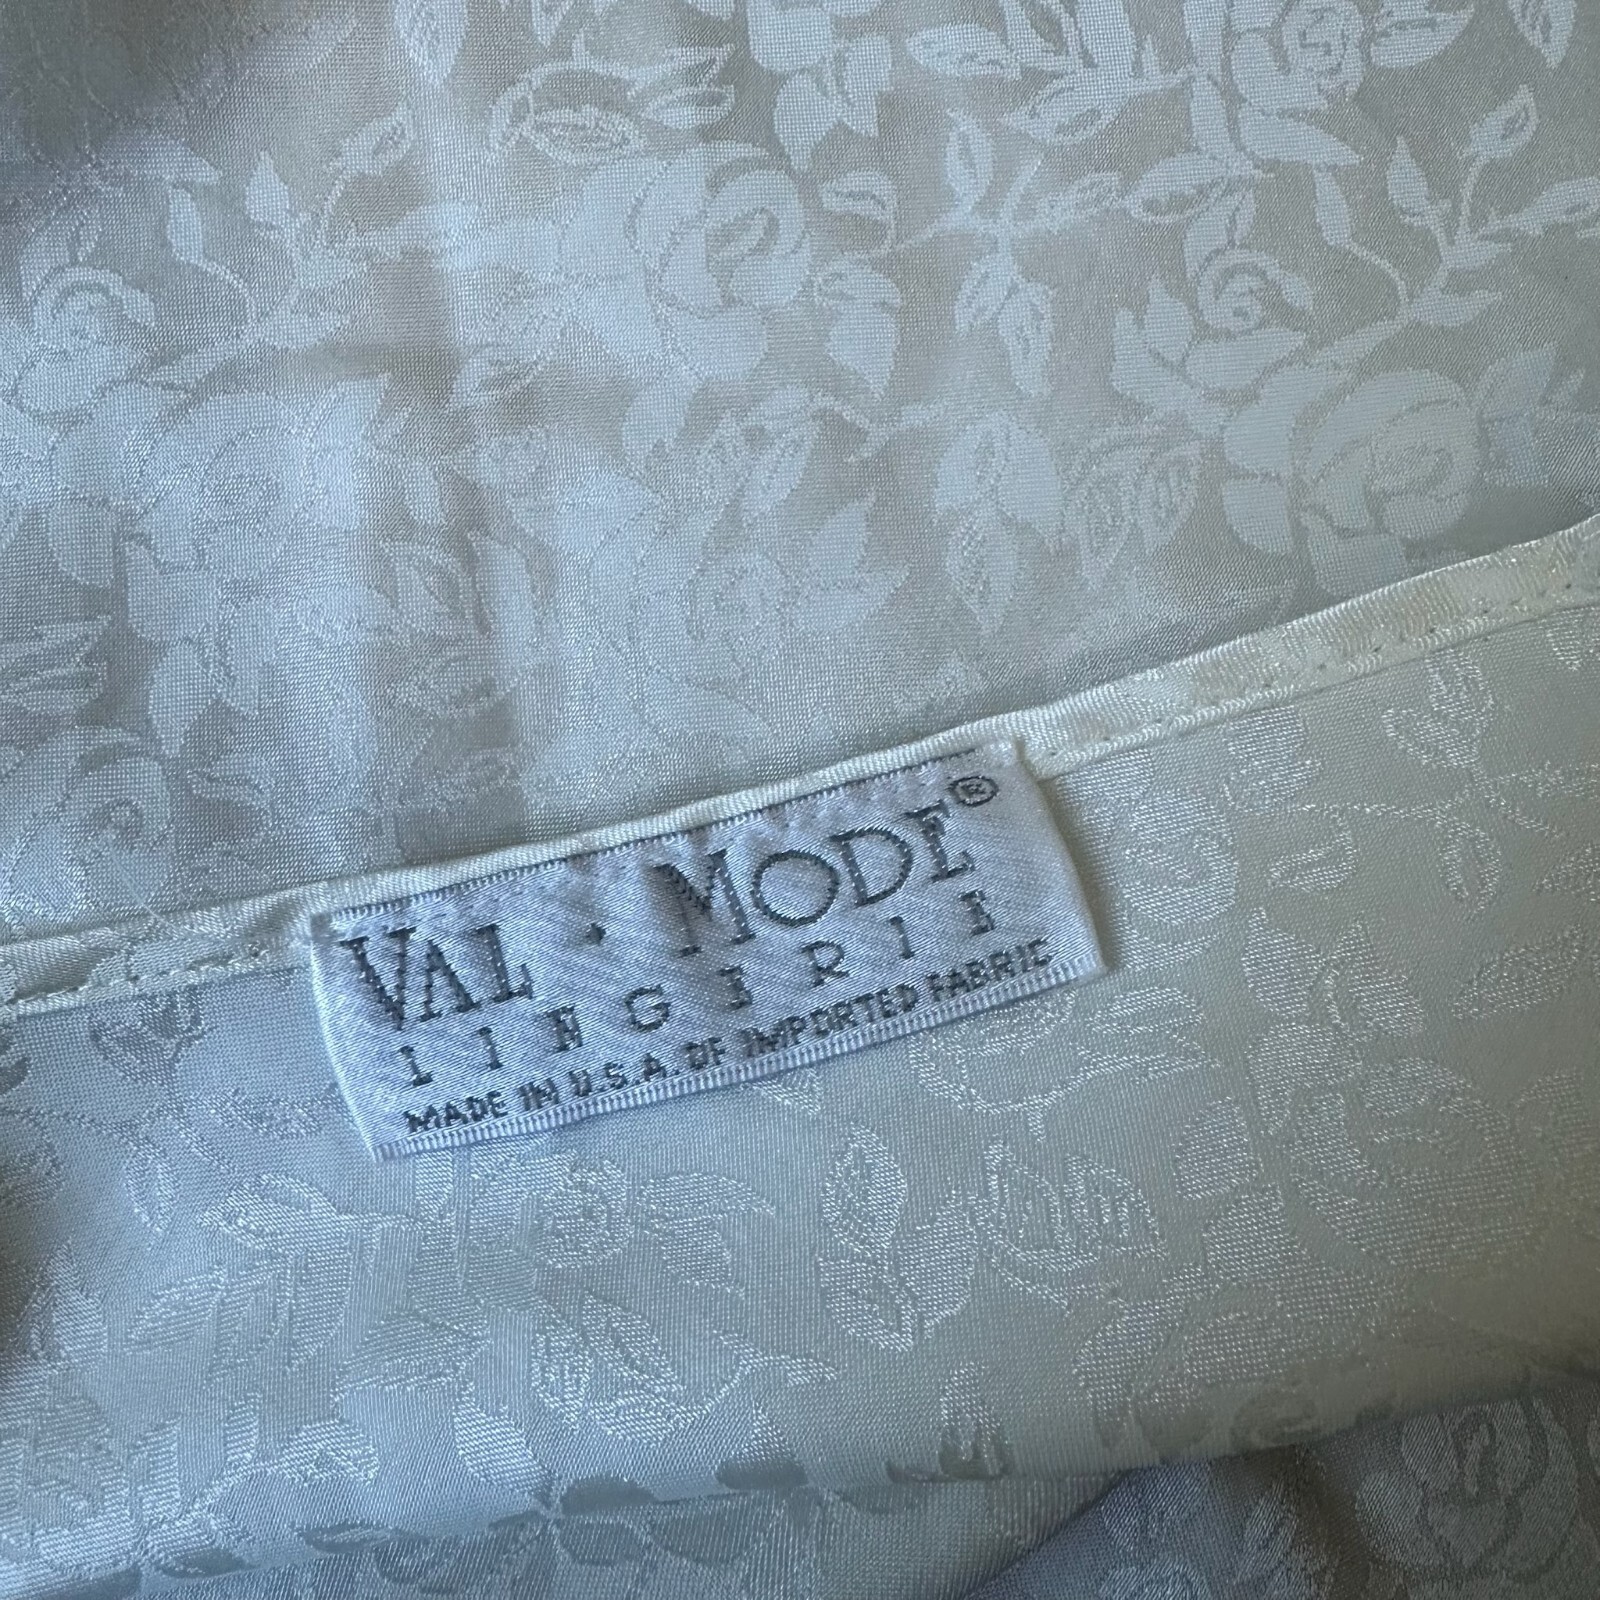 VAL · MODE®
LINGERIE
MADE IN U.S.A. OF IMPORTED FABRIC